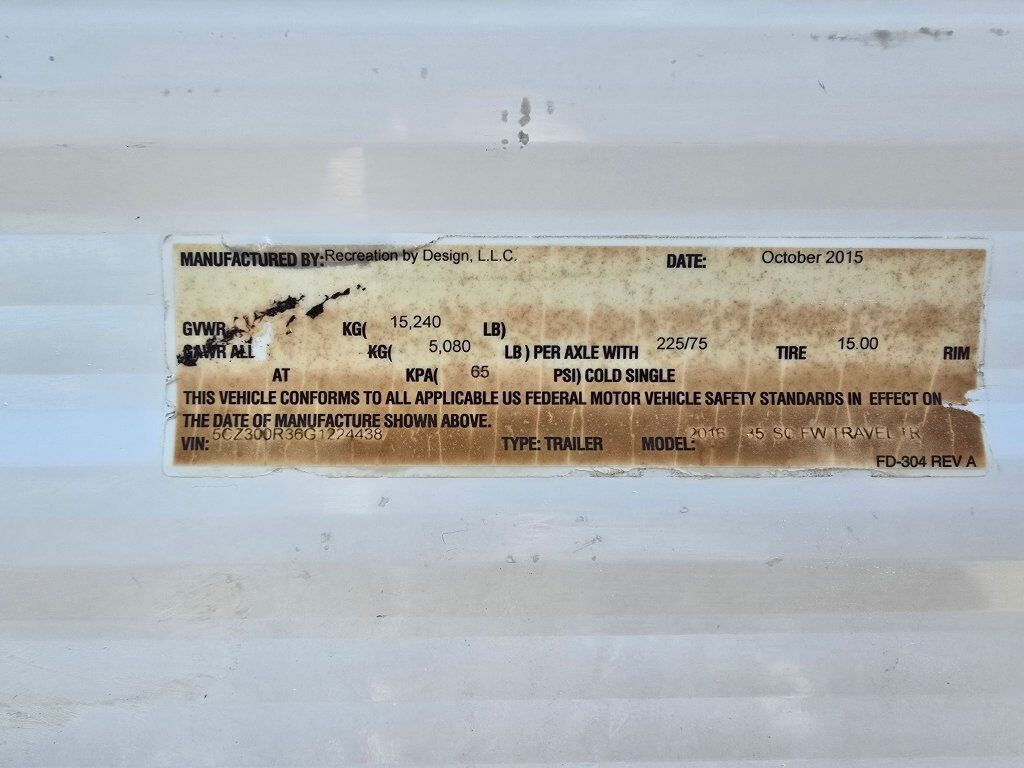 MANUFACTURED BY: Recreation by Design, L.L.C. DATE: October 2015
GVWR KG( 15,240 LB)
GAWR ALL KG( 5,080 LB ) PER AXLE WITH 225/75 TIRE 15.00 RIM
AT KPA( 65 PSI) COLD SINGLE
THIS VEHICLE CONFORMS TO ALL APPLICABLE US FEDERAL MOTOR VEHICLE SAFETY STANDARDS IN EFFECT ON
THE DATE OF MANUFACTURE SHOWN ABOVE.
VIN: 5CZ300R36G1224438 TYPE: TRAILER MODEL: 2016 35 SC FW TRAVEL TR
FD-304 REV A